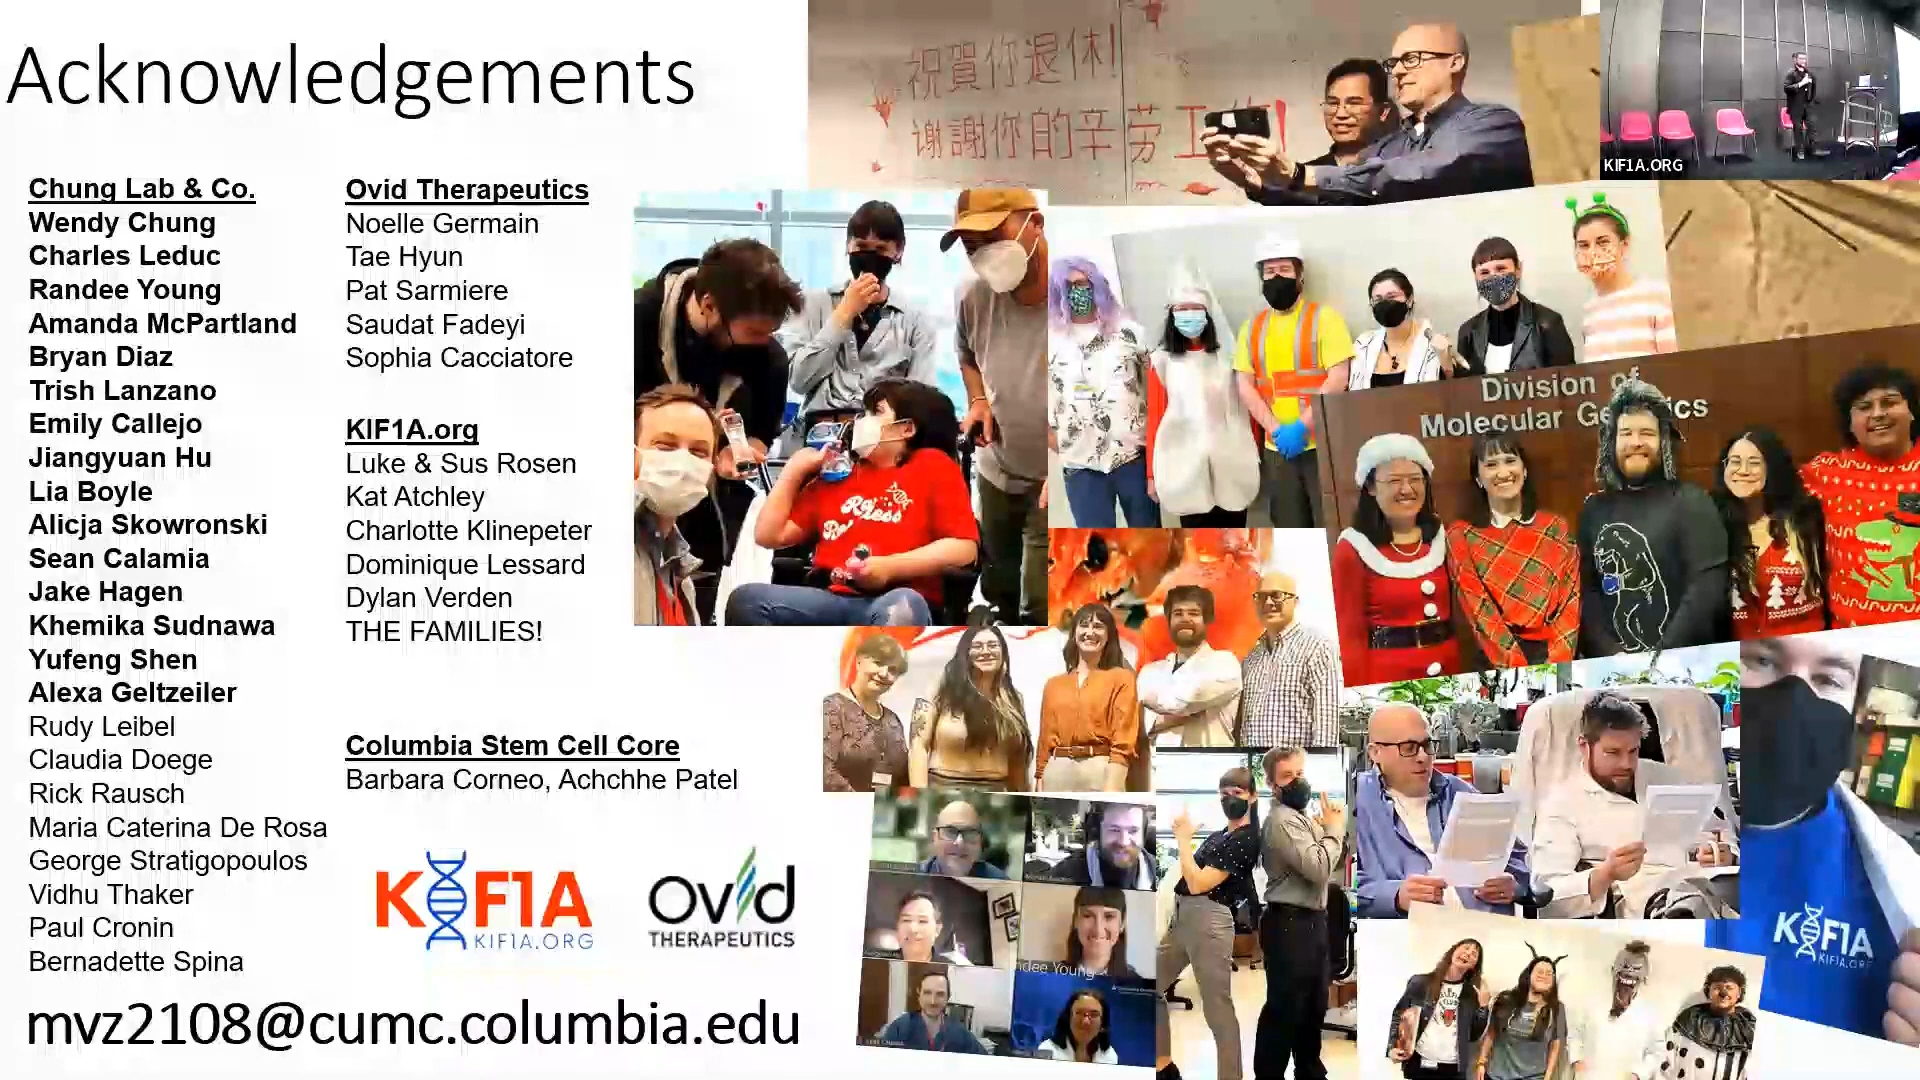 Acknowledgements
Chung Lab & Co.
Wendy Chung
Charles Leduc
Randee Young
Amanda McPartland
Bryan Diaz
Trish Lanzano
Emily Callejo
Jiangyuan Hu
Lia Boyle
Alicja Skowronski
Sean Calamia
Jake Hagen
Khemika Sudnawa
Yufeng Shen
Alexa Geltzeiler
Rudy Leibel
Claudia Doege
Rick Rausch
Maria Caterina De Rosa
George Stratigopoulos
Vidhu Thaker
Paul Cronin
Bernadette Spina
Ovid Therapeutics
Noelle Germain
Tae Hyun
Pat Sarmiere
Saudat Fadeyi
Sophia Cacciatore
KIF1A.org
Luke & Sus Rosen
Kat Atchley
Charlotte Klinepeter
Dominique Lessard
Dylan Verden
THE FAMILIES!
Columbia Stem Cell Core
Barbara Corneo, Achchhe Patel
KIF1A
KIF1A.ORG
Ovid
THERAPEUTICS
mvz2108@cumc.columbia.edu
祝賀你退休!
谢謝你的辛劳工
KIF1A.ORG
Division of
Molecular
ndee Young
KIF1A
KIF1A.ORG